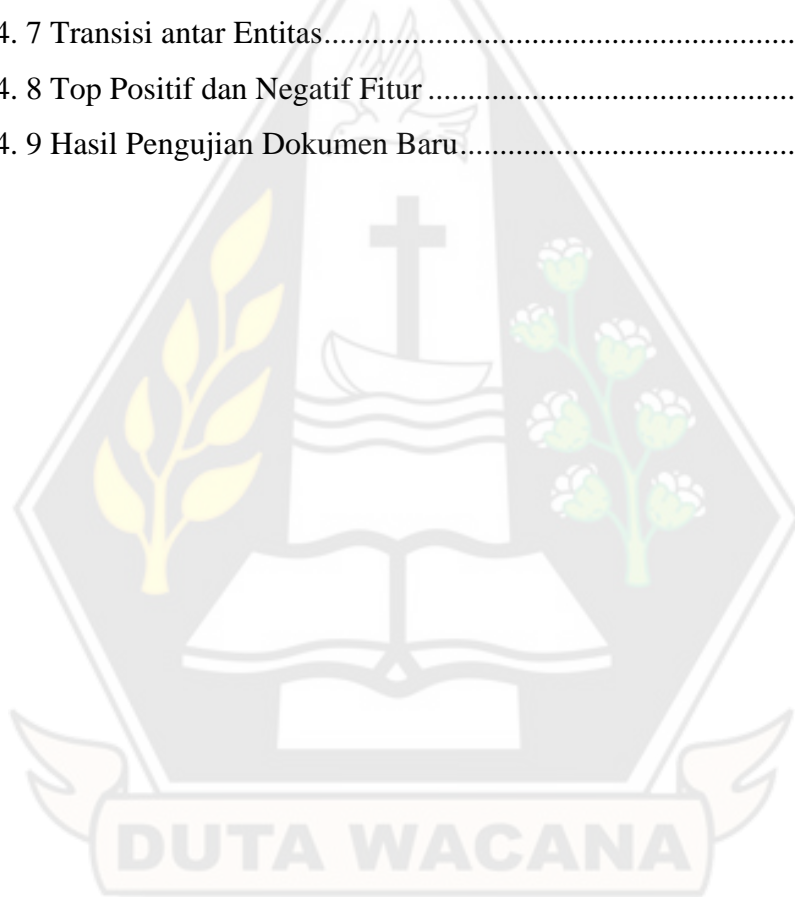 4. 7 Transisi antar Entitas........................................................
4. 8 Top Positif dan Negatif Fitur ............................................
4. 9 Hasil Pengujian Dokumen Baru........................................
DUTA WACANA